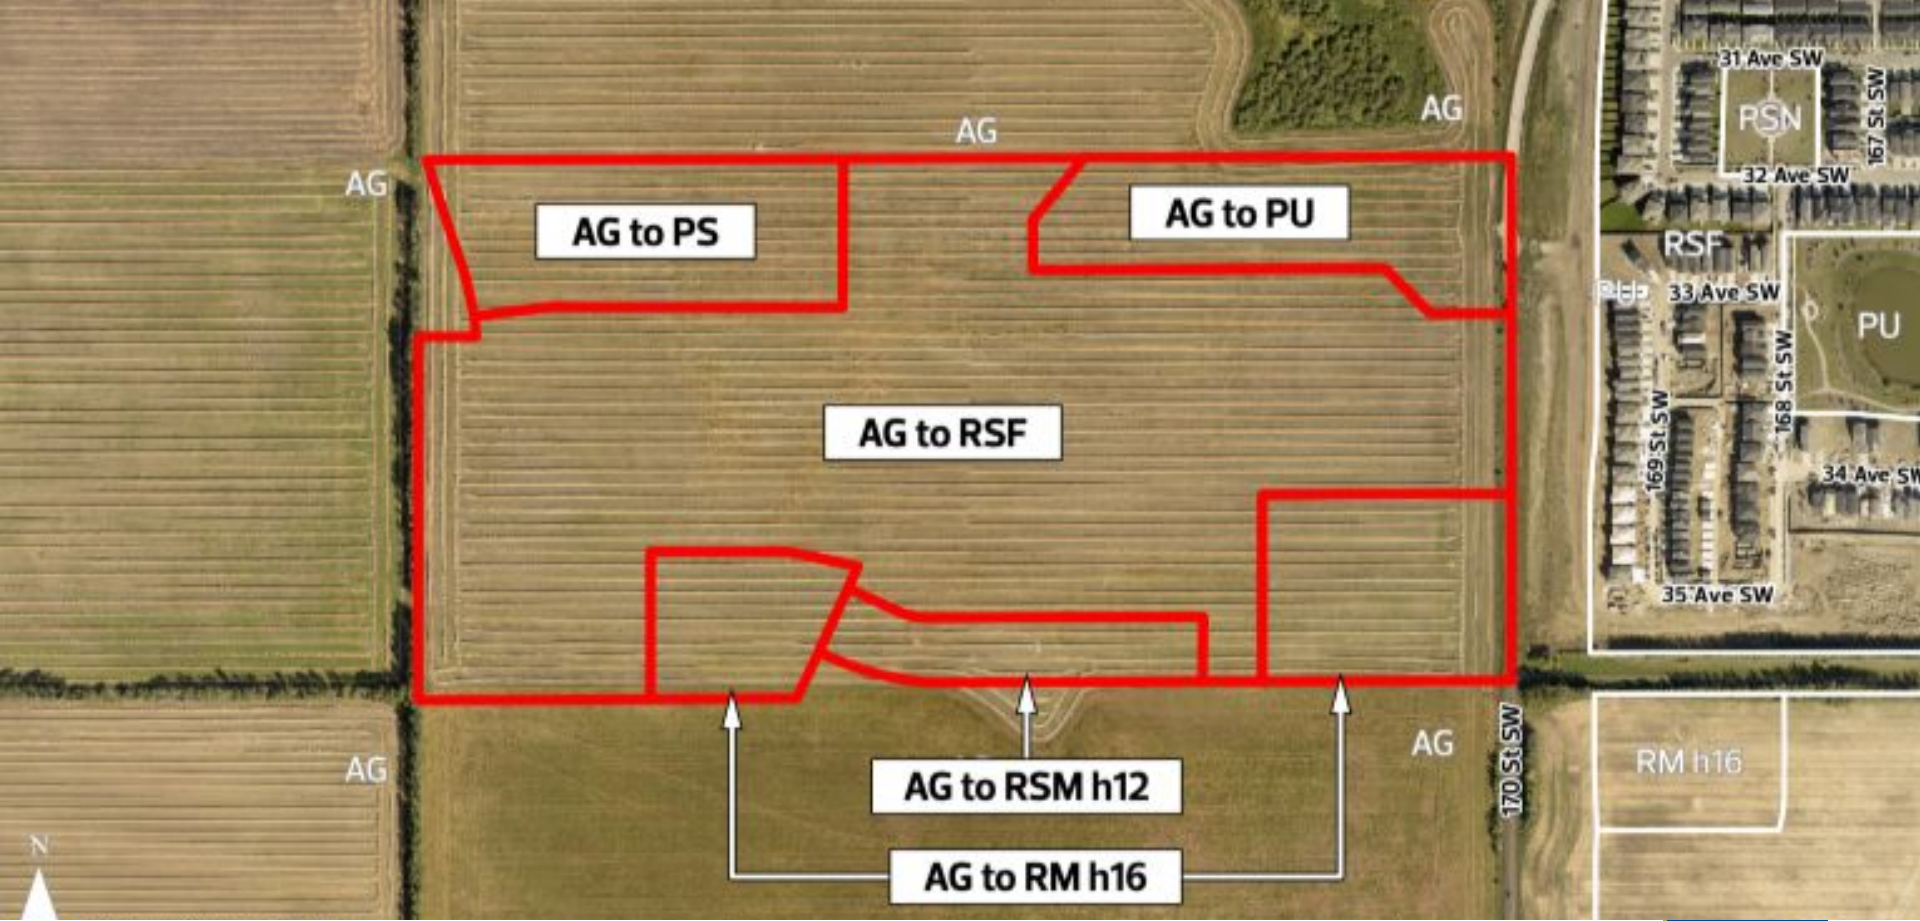 31 Ave SW
AG
AG
PSN
167 St SW
32 Ave SW
AG
AG to PS
AG to PU
RSF
33 Ave SW
PU
168 St SW
AG to RSF
169 St SW
34 Ave SW
35 Ave SW
AG
AG
170 St SW
RM h16
AG to RSM h12
AG to RM h16
N